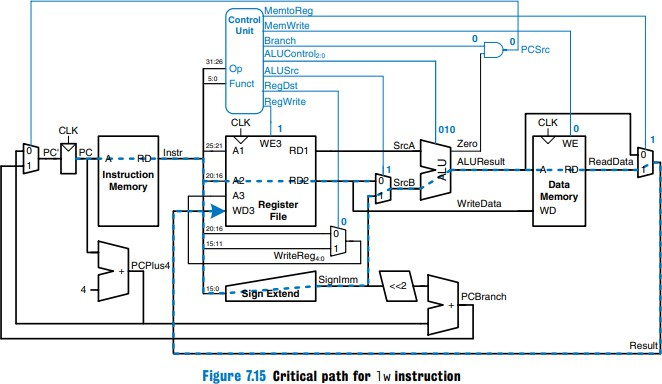 MemtoReg
Control
Unit
MemWrite
Branch
0
0
PCSrc
ALUControl2:0
31:26
Op
ALUSrc
5:0
Funct
RegDst
RegWrite
CLK
CLK
CLK
1
010
0
1
WE3
WE
0
1
PC'
PC
A
RD
Instr
25:21
A1
RD1
SrcA
Zero
1
Instruction
Memory
20:16
A2
RD2
0
1
SrcB
ALU
ALUResult
A
RD
ReadData
0
1
A3
Register
File
Data
Memory
WD3
0
WriteData
WD
20:16
0
15:11
1
WriteReg4:0
PCPlus4
+
SignImm
4
15:0
Sign Extend
<<2
PCBranch
+
Result
Figure 7.15 Critical path for lw instruction